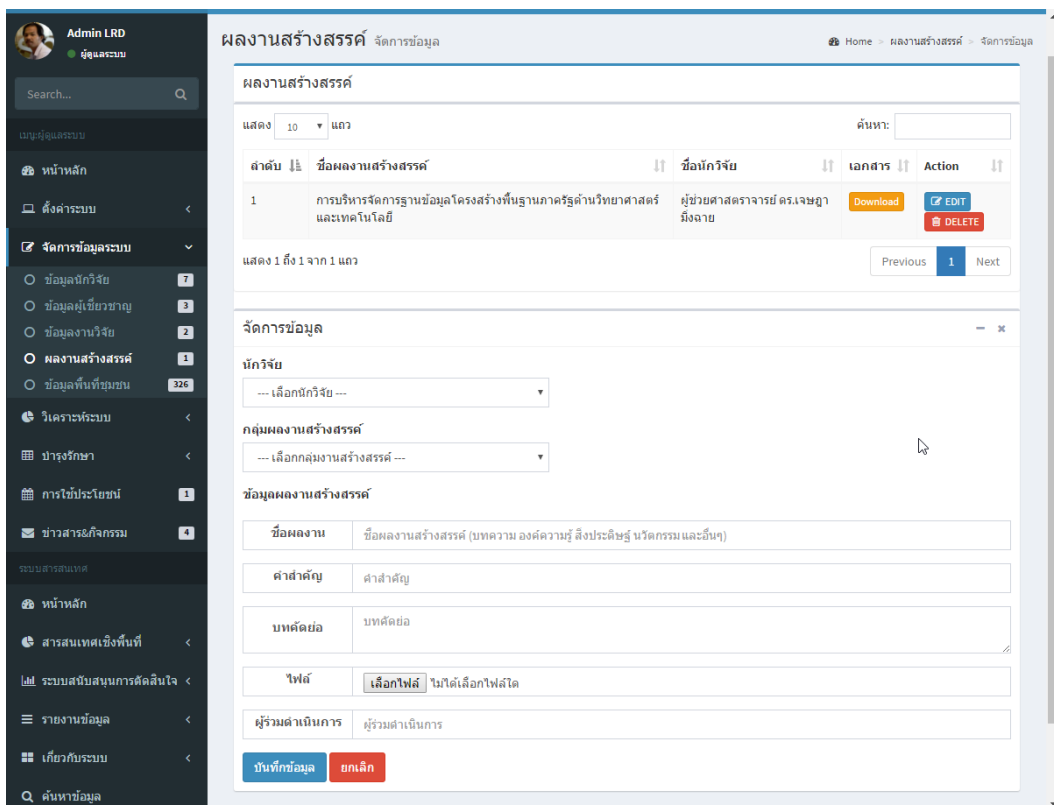 Admin LRD
ผู้ดูแลระบบ
Search...
เมนู:ผู้ดูแลระบบ
หน้าหลัก
ตั้งค่าระบบ
จัดการข้อมูลระบบ
ข้อมูลนักวิจัย 7
ข้อมูลผู้เชี่ยวชาญ 3
ข้อมูลงานวิจัย 2
ผลงานสร้างสรรค์ 1
ข้อมูลพื้นที่ชุมชน 326
วิเคราะห์ระบบ
บำรุงรักษา
การใช้ประโยชน์ 1
ข่าวสาร&กิจกรรม 4
ระบบสารสนเทศ
หน้าหลัก
สารสนเทศเชิงพื้นที่
ระบบสนับสนุนการตัดสินใจ
รายงานข้อมูล
เกี่ยวกับระบบ
ค้นหาข้อมูล
ผลงานสร้างสรรค์ จัดการข้อมูล
Home > ผลงานสร้างสรรค์ > จัดการข้อมูล
ผลงานสร้างสรรค์
แสดง 10 แถว
ค้นหา:
ลำดับ ชื่อผลงานสร้างสรรค์ ชื่อนักวิจัย เอกสาร Action
1 การบริหารจัดการฐานข้อมูลโครงสร้างพื้นฐานภาครัฐด้านวิทยาศาสตร์ ผู้ช่วยศาสตราจารย์ ดร.เจษฎา Download EDIT
และเทคโนโลยี มิ่งฉาย DELETE
แสดง 1 ถึง 1 จาก 1 แถว
Previous 1 Next
จัดการข้อมูล
นักวิจัย
--- เลือกนักวิจัย ---
กลุ่มผลงานสร้างสรรค์
--- เลือกกลุ่มงานสร้างสรรค์ ---
ข้อมูลผลงานสร้างสรรค์
ชื่อผลงาน ชื่อผลงานสร้างสรรค์ (บทความ องค์ความรู้ สิ่งประดิษฐ์ นวัตกรรม และอื่นๆ)
คำสำคัญ คำสำคัญ
บทคัดย่อ บทคัดย่อ
ไฟล์ เลือกไฟล์ ไม่ได้เลือกไฟล์ใด
ผู้ร่วมดำเนินการ ผู้ร่วมดำเนินการ
บันทึกข้อมูล ยกเลิก